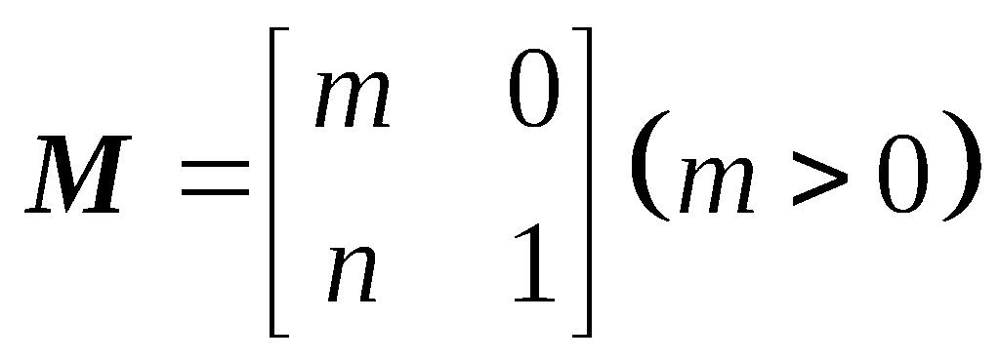 M = [ m 0 ; n 1 ] (m > 0)